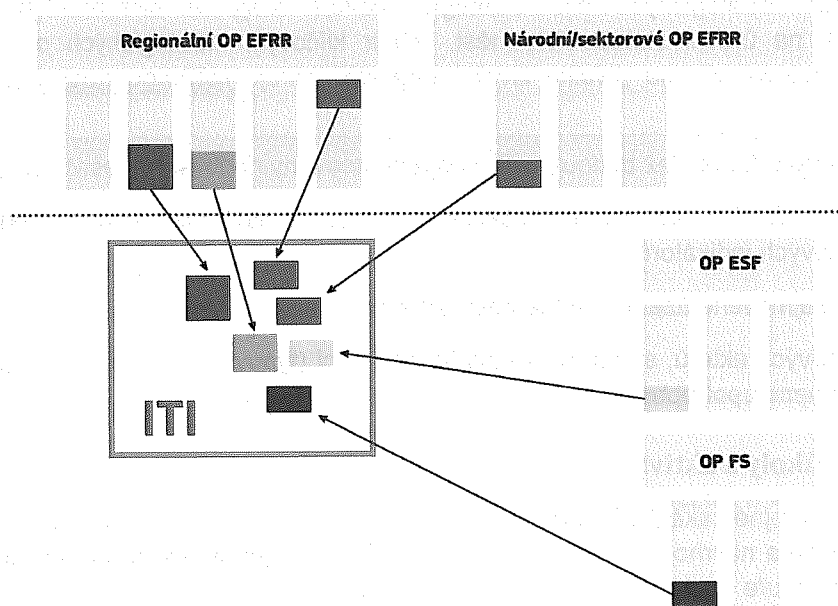 Regionální OP EFRR
Národní/sektorové OP EFRR
OP ESF
ITI
OP FS